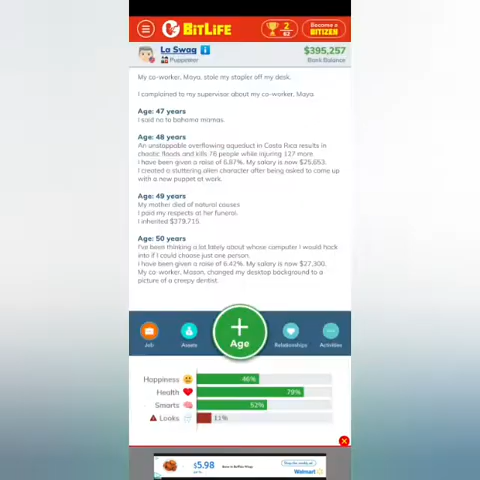 BitLife
2
62
Become a
BITIZEN
La Swag
$395,257
Puppeteer
Bank Balance
My co-worker, Maya, stole my stapler off my desk.
I complained to my supervisor about my co-worker, Maya.
Age: 47 years
I said no to bahama mamas.
Age: 48 years
An unstoppable overflowing aqueduct in Costa Rica results in
chaotic floods and kills 78 people while injuring 127 more.
I have been given a raise of 6.87%. My salary is now $25,653.
I created a stuttering alien character after being asked to come up
with a new puppet at work.
Age: 49 years
My mother died of natural causes.
I paid my respects at her funeral.
I inherited $379,715.
Age: 50 years
I've been thinking a lot lately about whose computer I would hack
into if I could choose just one person.
I have been given a raise of 6.42%. My salary is now $27,300.
My co-worker, Mason, changed my desktop background to a
picture of a creepy dentist.
Job
Assets
+
Age
Relationships
Activities
Happiness
46%
Health
79%
Smarts
52%
Looks
11%
$5.98
Walmart